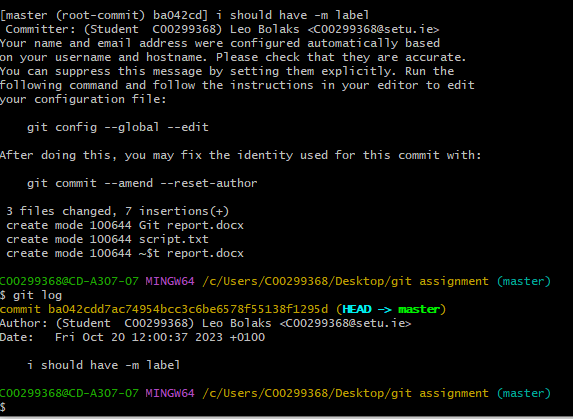 [master (root-commit) ba042cd] i should have -m label
 Committer: (Student  C00299368) Leo Bolaks <C00299368@setu.ie>
Your name and email address were configured automatically based
on your username and hostname. Please check that they are accurate.
You can suppress this message by setting them explicitly. Run the
following command and follow the instructions in your editor to edit
your configuration file:

    git config --global --edit

After doing this, you may fix the identity used for this commit with:

    git commit --amend --reset-author

 3 files changed, 7 insertions(+)
 create mode 100644 Git report.docx
 create mode 100644 script.txt
 create mode 100644 ~$t report.docx

C00299368@CD-A307-07 MINGW64 /c/Users/C00299368/Desktop/git assignment (master)
$ git log
commit ba042cdd7ac74954bcc3c6be6578f55138f1295d (HEAD -> master)
Author: (Student  C00299368) Leo Bolaks <C00299368@setu.ie>
Date:   Fri Oct 20 12:00:37 2023 +0100

    i should have -m label

C00299368@CD-A307-07 MINGW64 /c/Users/C00299368/Desktop/git assignment (master)
$